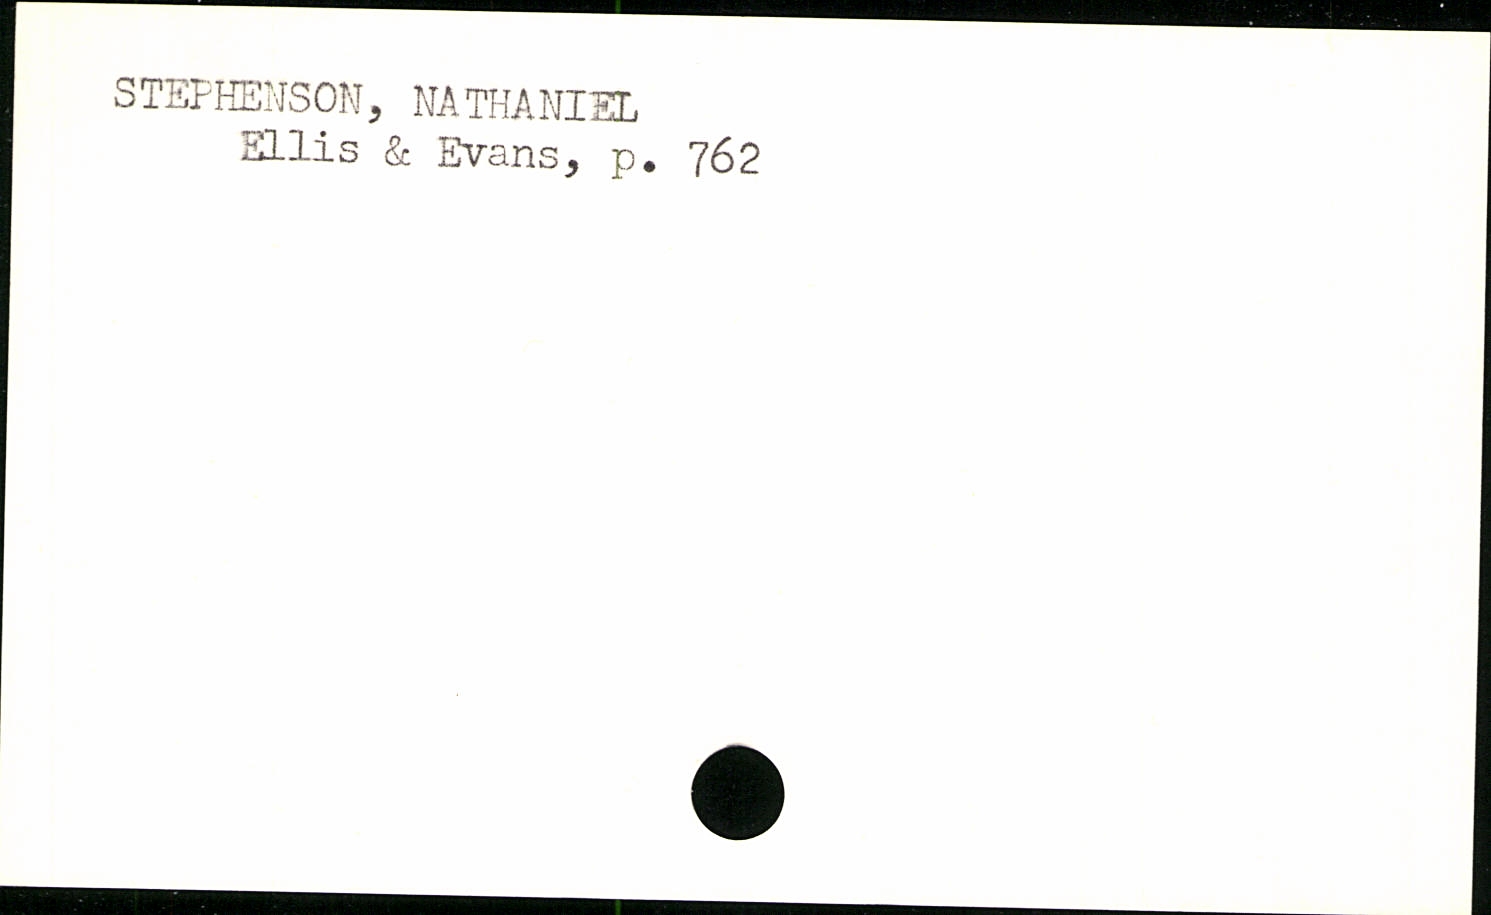 STEPHENSON, NATHANIEL
Ellis & Evans, p. 762